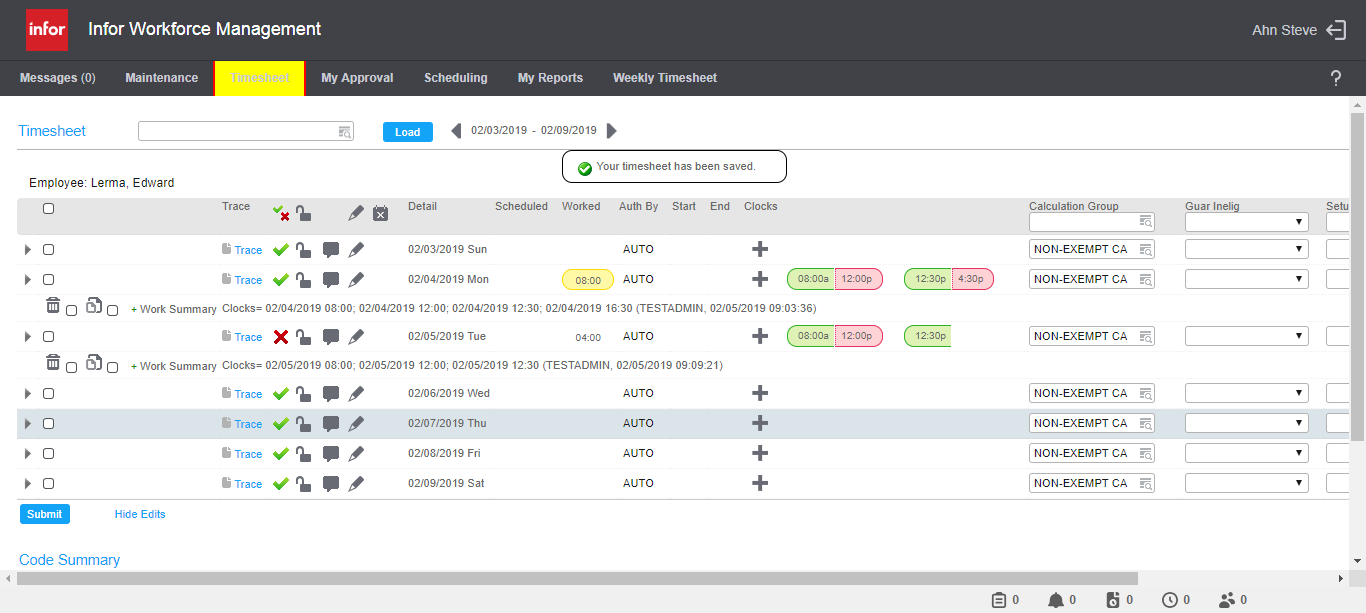 infor Infor Workforce Management Ahn Steve
Messages (0) Maintenance Timesheet My Approval Scheduling My Reports Weekly Timesheet ?
Timesheet Load 02/03/2019 - 02/09/2019
Your timesheet has been saved.
Employee: Lerma, Edward
Trace Detail Scheduled Worked Auth By Start End Clocks Calculation Group Guar Inelig Setu
Trace 02/03/2019 Sun AUTO NON-EXEMPT CA
Trace 02/04/2019 Mon 08:00 AUTO 08:00a 12:00p 12:30p 4:30p NON-EXEMPT CA
+ Work Summary Clocks= 02/04/2019 08:00; 02/04/2019 12:00; 02/04/2019 12:30; 02/04/2019 16:30 (TESTADMIN, 02/05/2019 09:03:36)
Trace 02/05/2019 Tue 04:00 AUTO 08:00a 12:00p 12:30p NON-EXEMPT CA
+ Work Summary Clocks= 02/05/2019 08:00; 02/05/2019 12:00; 02/05/2019 12:30 (TESTADMIN, 02/05/2019 09:09:21)
Trace 02/06/2019 Wed AUTO NON-EXEMPT CA
Trace 02/07/2019 Thu AUTO NON-EXEMPT CA
Trace 02/08/2019 Fri AUTO NON-EXEMPT CA
Trace 02/09/2019 Sat AUTO NON-EXEMPT CA
Submit Hide Edits
Code Summary
0 0 0 0 0